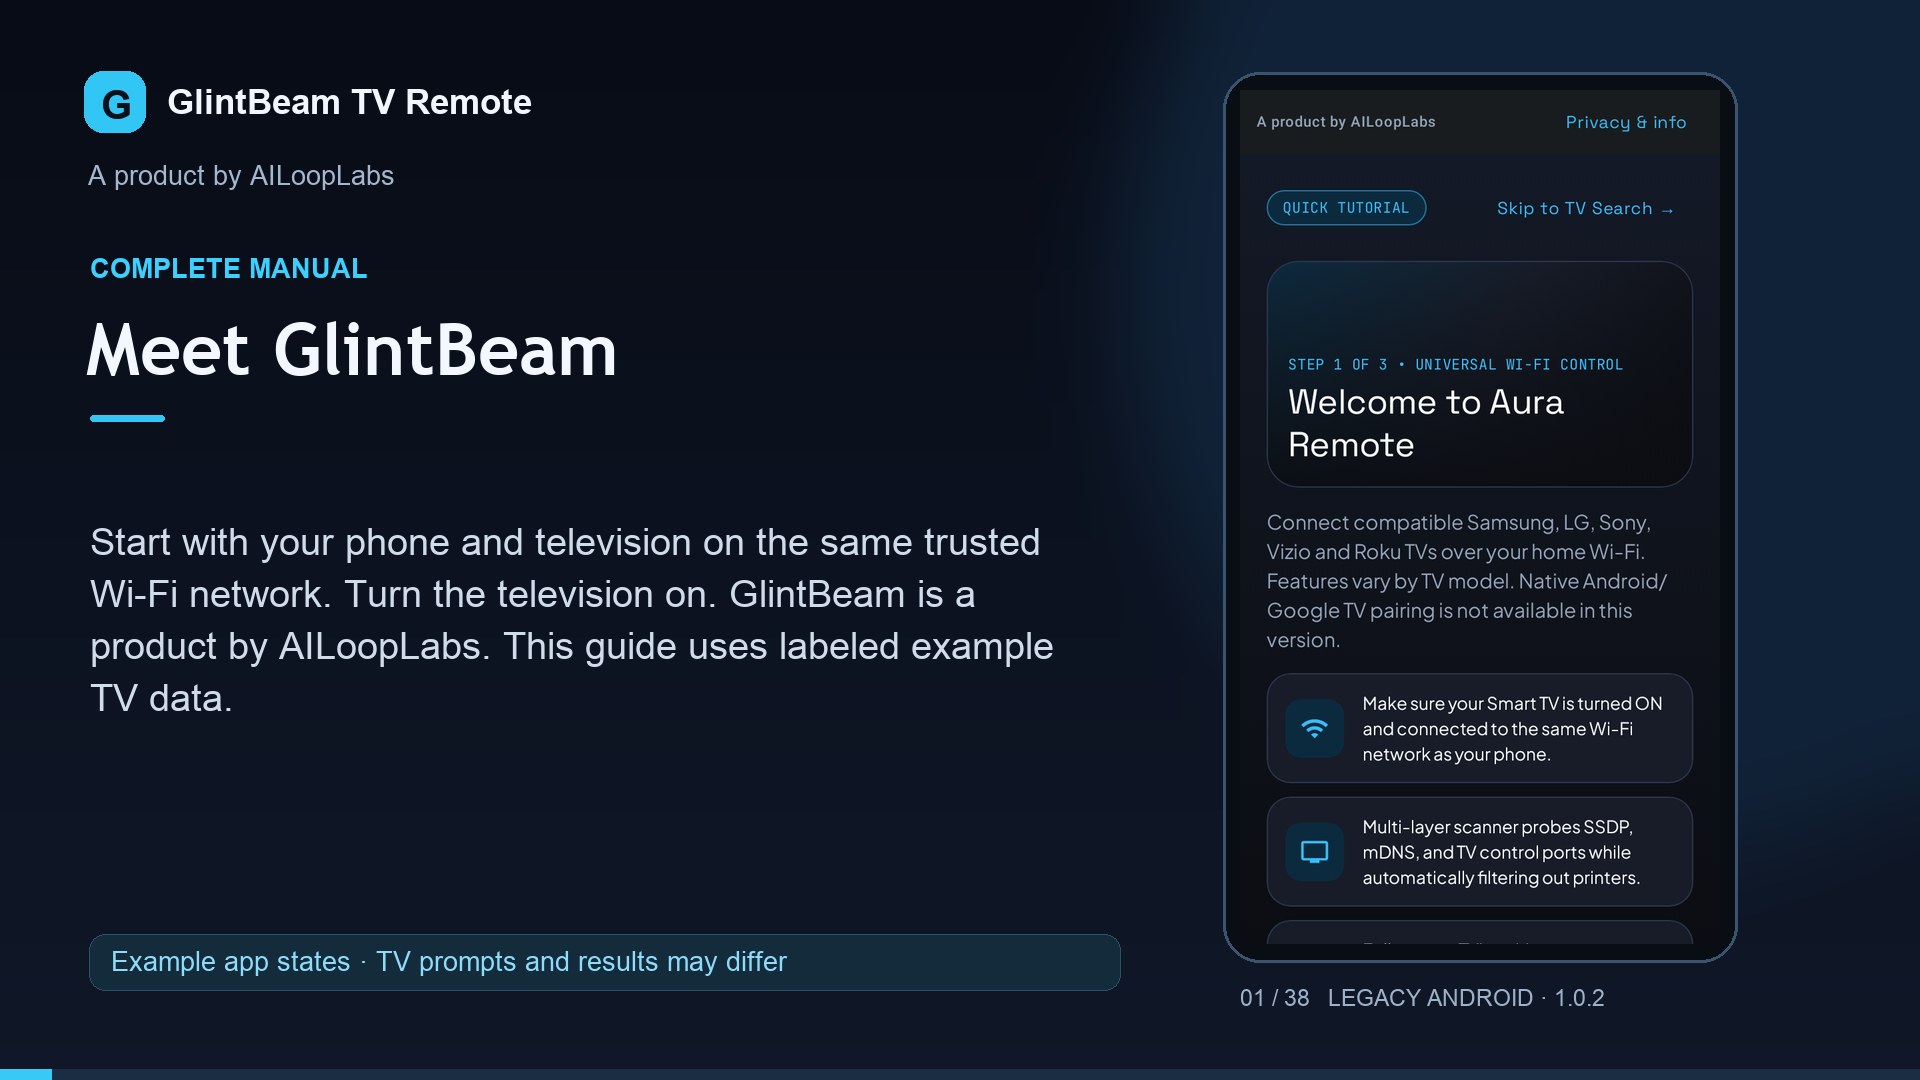 G
GlintBeam TV Remote
A product by AILoopLabs
COMPLETE MANUAL
Meet GlintBeam
Start with your phone and television on the same trusted
Wi-Fi network. Turn the television on. GlintBeam is a
product by AILoopLabs. This guide uses labeled example
TV data.
Example app states · TV prompts and results may differ
A product by AILoopLabs
Privacy & info
QUICK TUTORIAL
Skip to TV Search →
STEP 1 OF 3 • UNIVERSAL WI-FI CONTROL
Welcome to Aura
Remote
Connect compatible Samsung, LG, Sony,
Vizio and Roku TVs over your home Wi-Fi.
Features vary by TV model. Native Android/
Google TV pairing is not available in this
version.
Make sure your Smart TV is turned ON
and connected to the same Wi-Fi
network as your phone.
Multi-layer scanner probes SSDP,
mDNS, and TV control ports while
automatically filtering out printers.
01 / 38 LEGACY ANDROID · 1.0.2